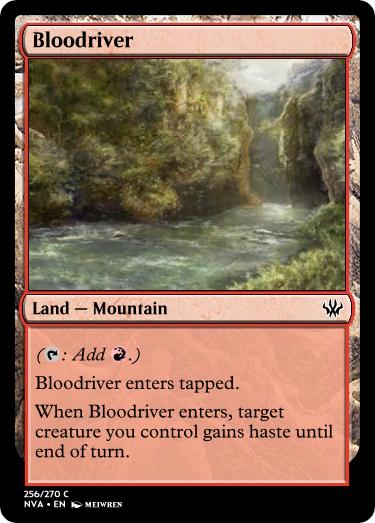 Bloodriver
Land — Mountain
(: Add .)
Bloodriver enters tapped.
When Bloodriver enters, target
creature you control gains haste until
end of turn.
256/270 C
NVA • EN MEIWREN